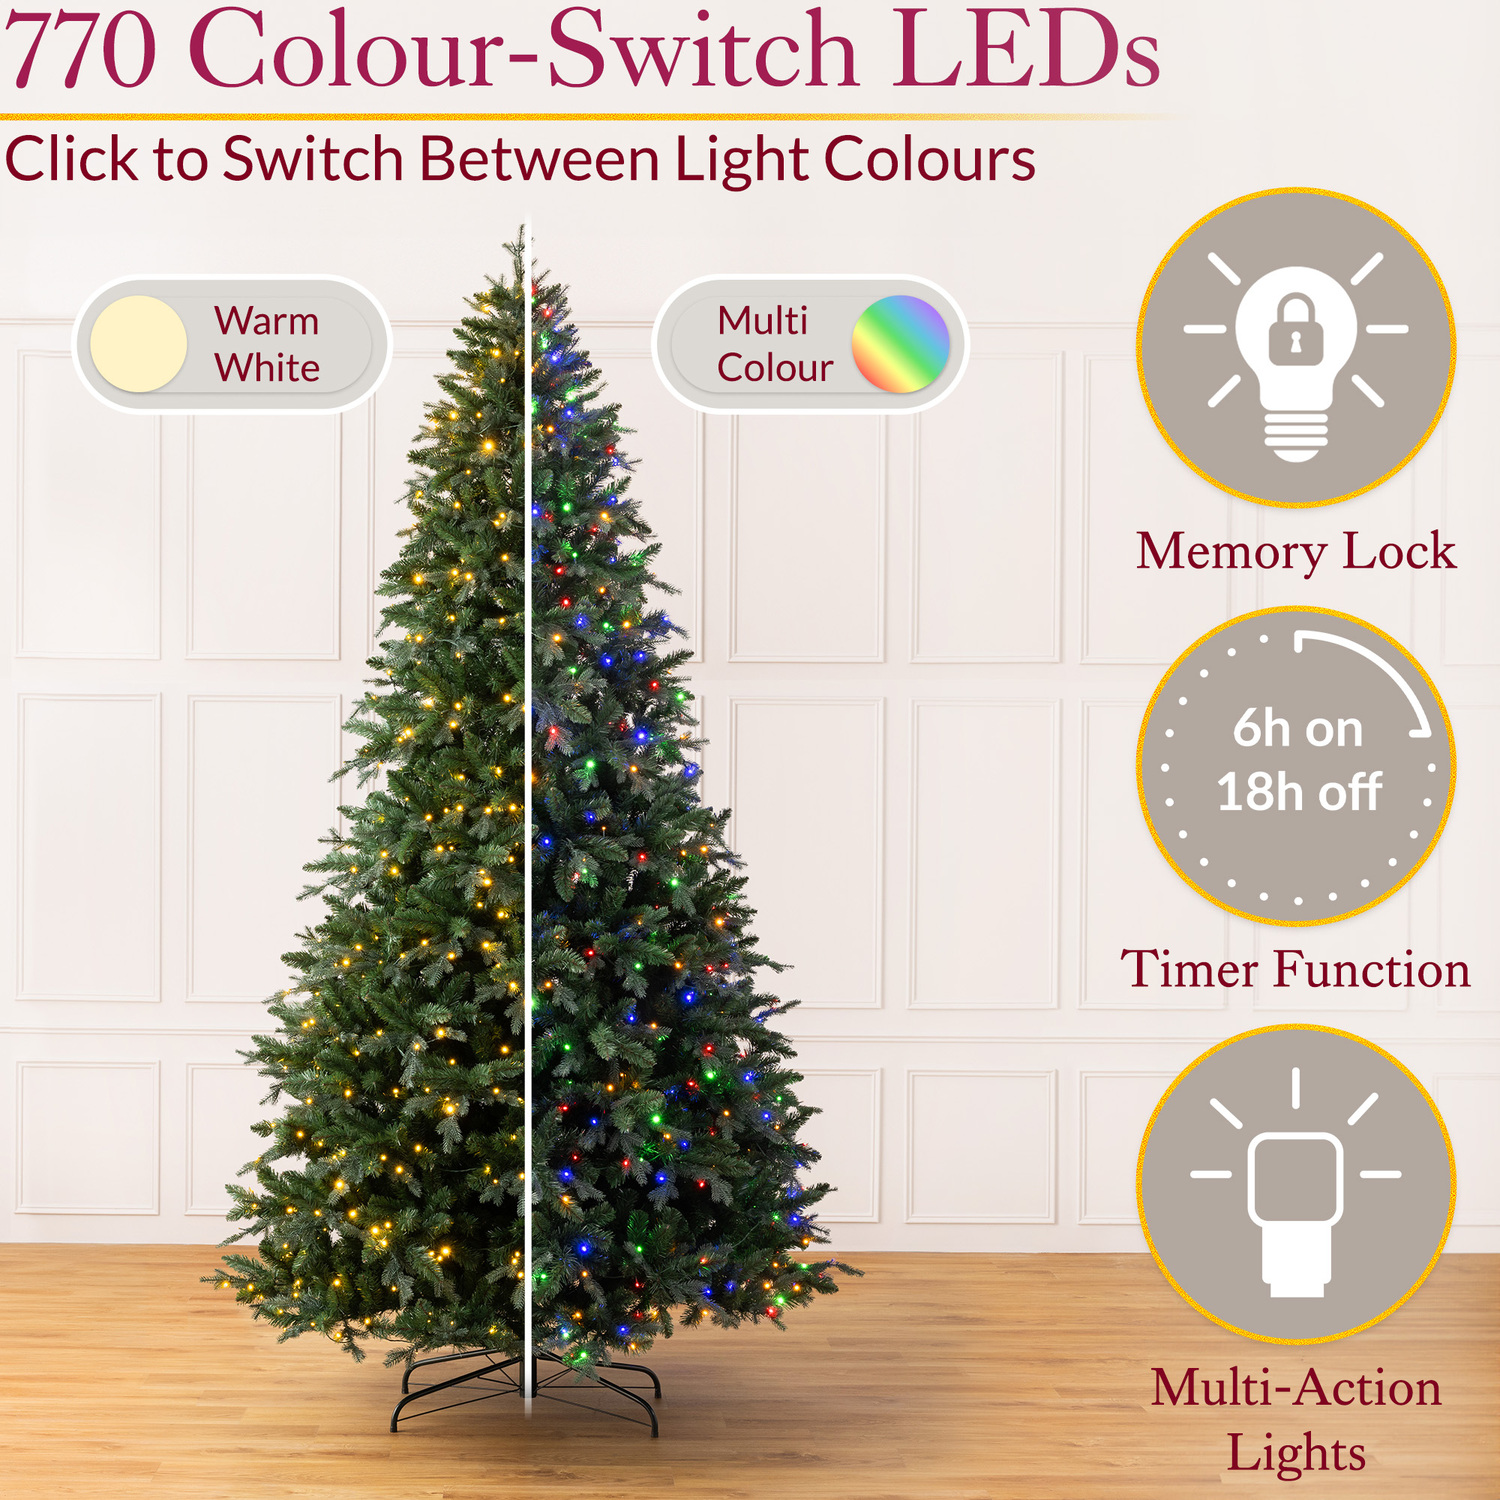 770 Colour-Switch LEDs
Click to Switch Between Light Colours
Warm
White
Multi
Colour
Memory Lock
6h on
18h off
Timer Function
Multi-Action
Lights